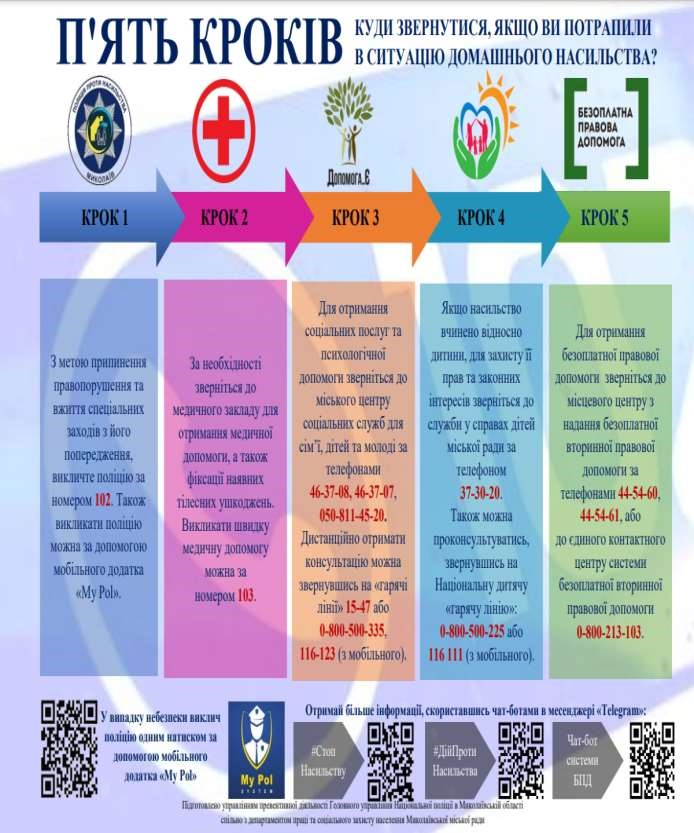 П'ЯТЬ КРОКІВ
КУДИ ЗВЕРНУТИСЯ, ЯКЩО ВИ ПОТРАПИЛИ
В СИТУАЦІЮ ДОМАШНЬОГО НАСИЛЬСТВА?
ПОЛІЦІЯ ПРОТИ НАСИЛЬСТВА
МИКОЛАЇВ
Допомога.Є
БЕЗОПЛАТНА
ПРАВОВА
ДОПОМОГА
КРОК 1
КРОК 2
КРОК 3
КРОК 4
КРОК 5
З метою припинення
правопорушення та
вжиття спеціальних
заходів з його
попередження,
викличте поліцію за
номером 102. Також
викликати поліцію
можна за допомогою
мобільного додатка
«My Pol».
За необхідності
зверніться до
медичного закладу для
отримання медичної
допомоги, а також
фіксації наявних
тілесних ушкоджень.
Викликати швидку
медичну допомогу
можна за
номером 103.
Для отримання
соціальних послуг та
психологічної
допомоги зверніться до
міського центру
соціальних служб для
сім’ї, дітей та молоді за
телефонами
46-37-08, 46-37-07,
050-811-45-20.
Дистанційно отримати
консультацію можна
звернувшись на «гарячі
лінії» 15-47 або
0-800-500-335,
116-123 (з мобільного).
Якщо насильство
вчинено відносно
дитини, для захисту її
прав та законних
інтересів зверніться до
служби у справах дітей
міської ради за
телефоном
37-30-20.
Також можна
проконсультуватись,
звернувшись на
Національну дитячу
«гарячу лінію»:
0-800-500-225 або
116 111 (з мобільного).
Для отримання
безоплатної правової
допомоги зверніться до
місцевого центру з
надання безоплатної
вторинної правової
допомоги за
телефонами 44-54-60,
44-54-61, або
до єдиного контактного
центру системи
безоплатної вторинної
правової допомоги
0-800-213-103.
У випадку небезпеки виклич
поліцію одним натиском за
допомогою мобільного
додатка «My Pol»
My Pol
SYSTEM
Отримай більше інформації, скориставшись чат-ботами в месенджері «Telegram»:
#Стоп
Насильству
#ДійПроти
Насильства
Чат-бот
системи
БПД
Підготовлено управлінням превентивної діяльності Головного управління Національної поліції в Миколаївській області
спільно з департаментом праці та соціального захисту населення Миколаївської міської ради